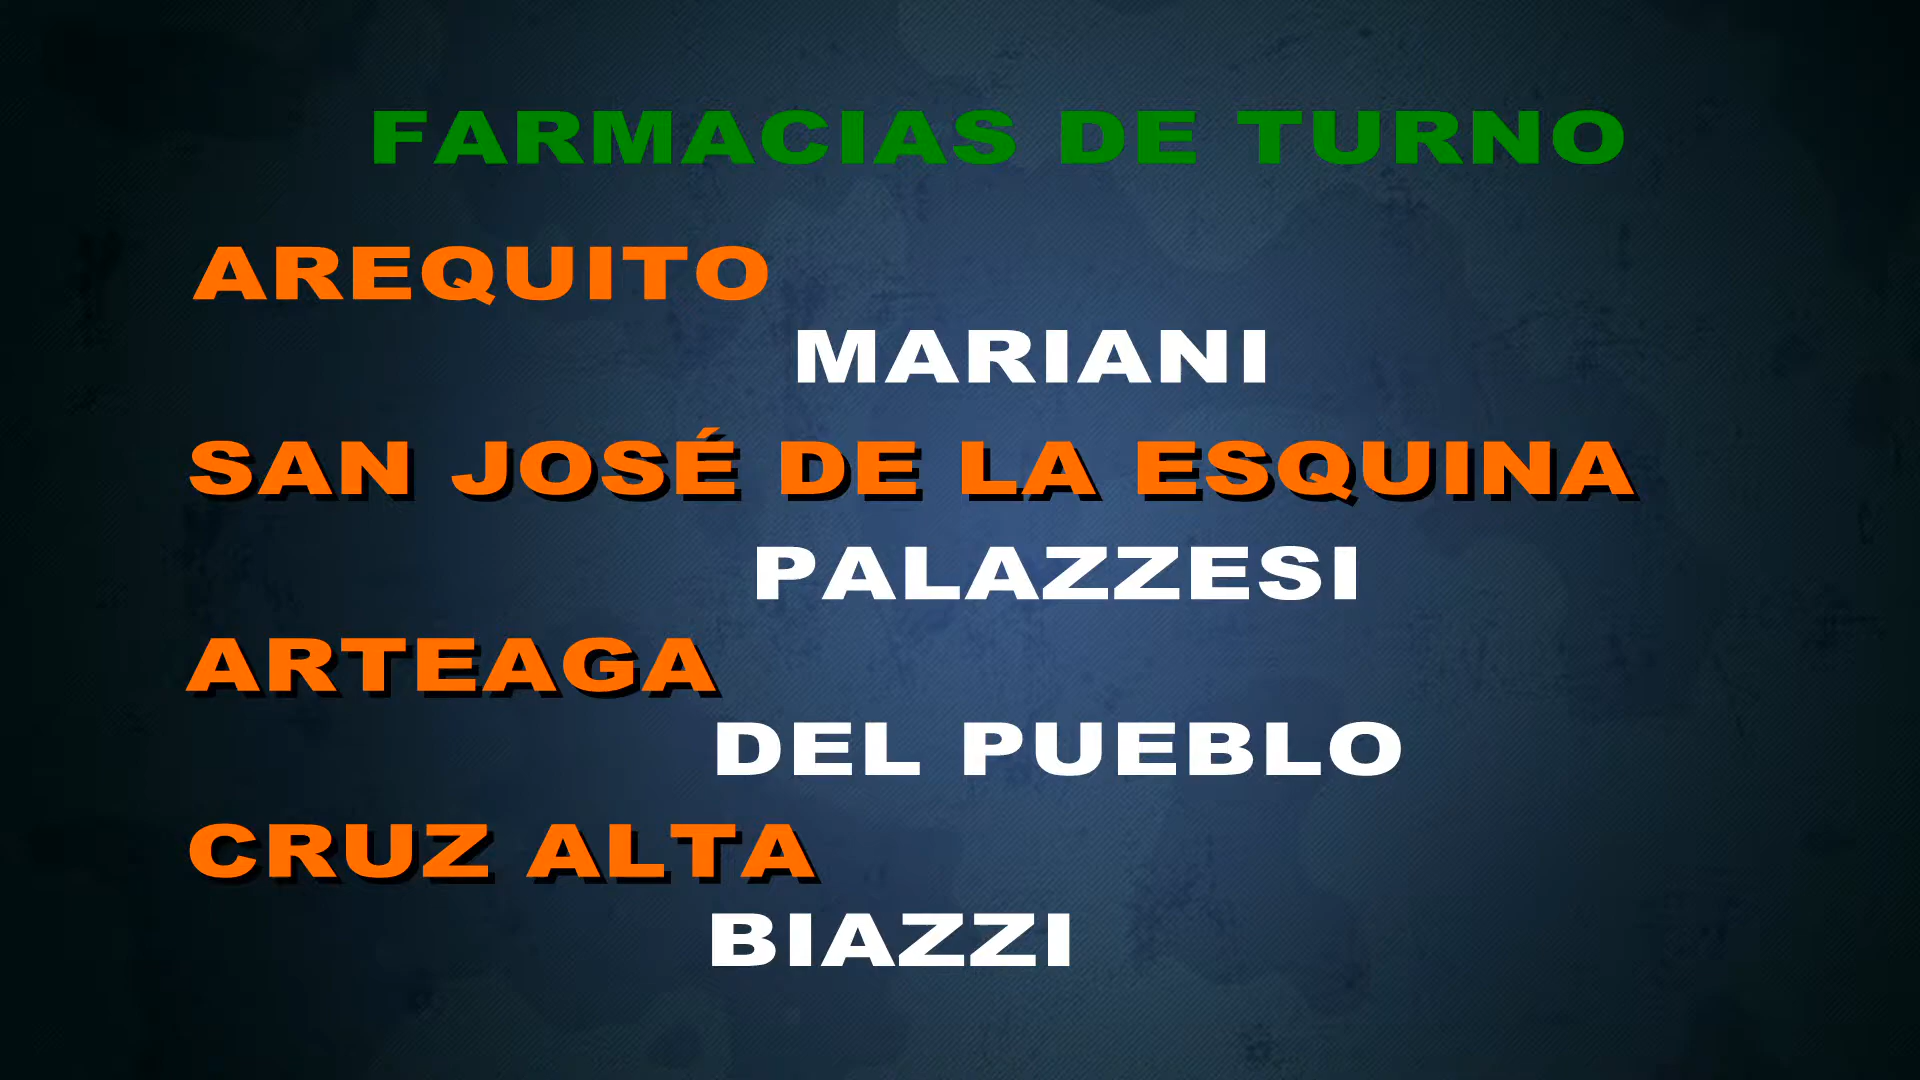 FARMACIAS DE TURNO
AREQUITO
MARIANI
SAN JOSÉ DE LA ESQUINA
PALAZZESI
ARTEAGA
DEL PUEBLO
CRUZ ALTA
BIAZZI